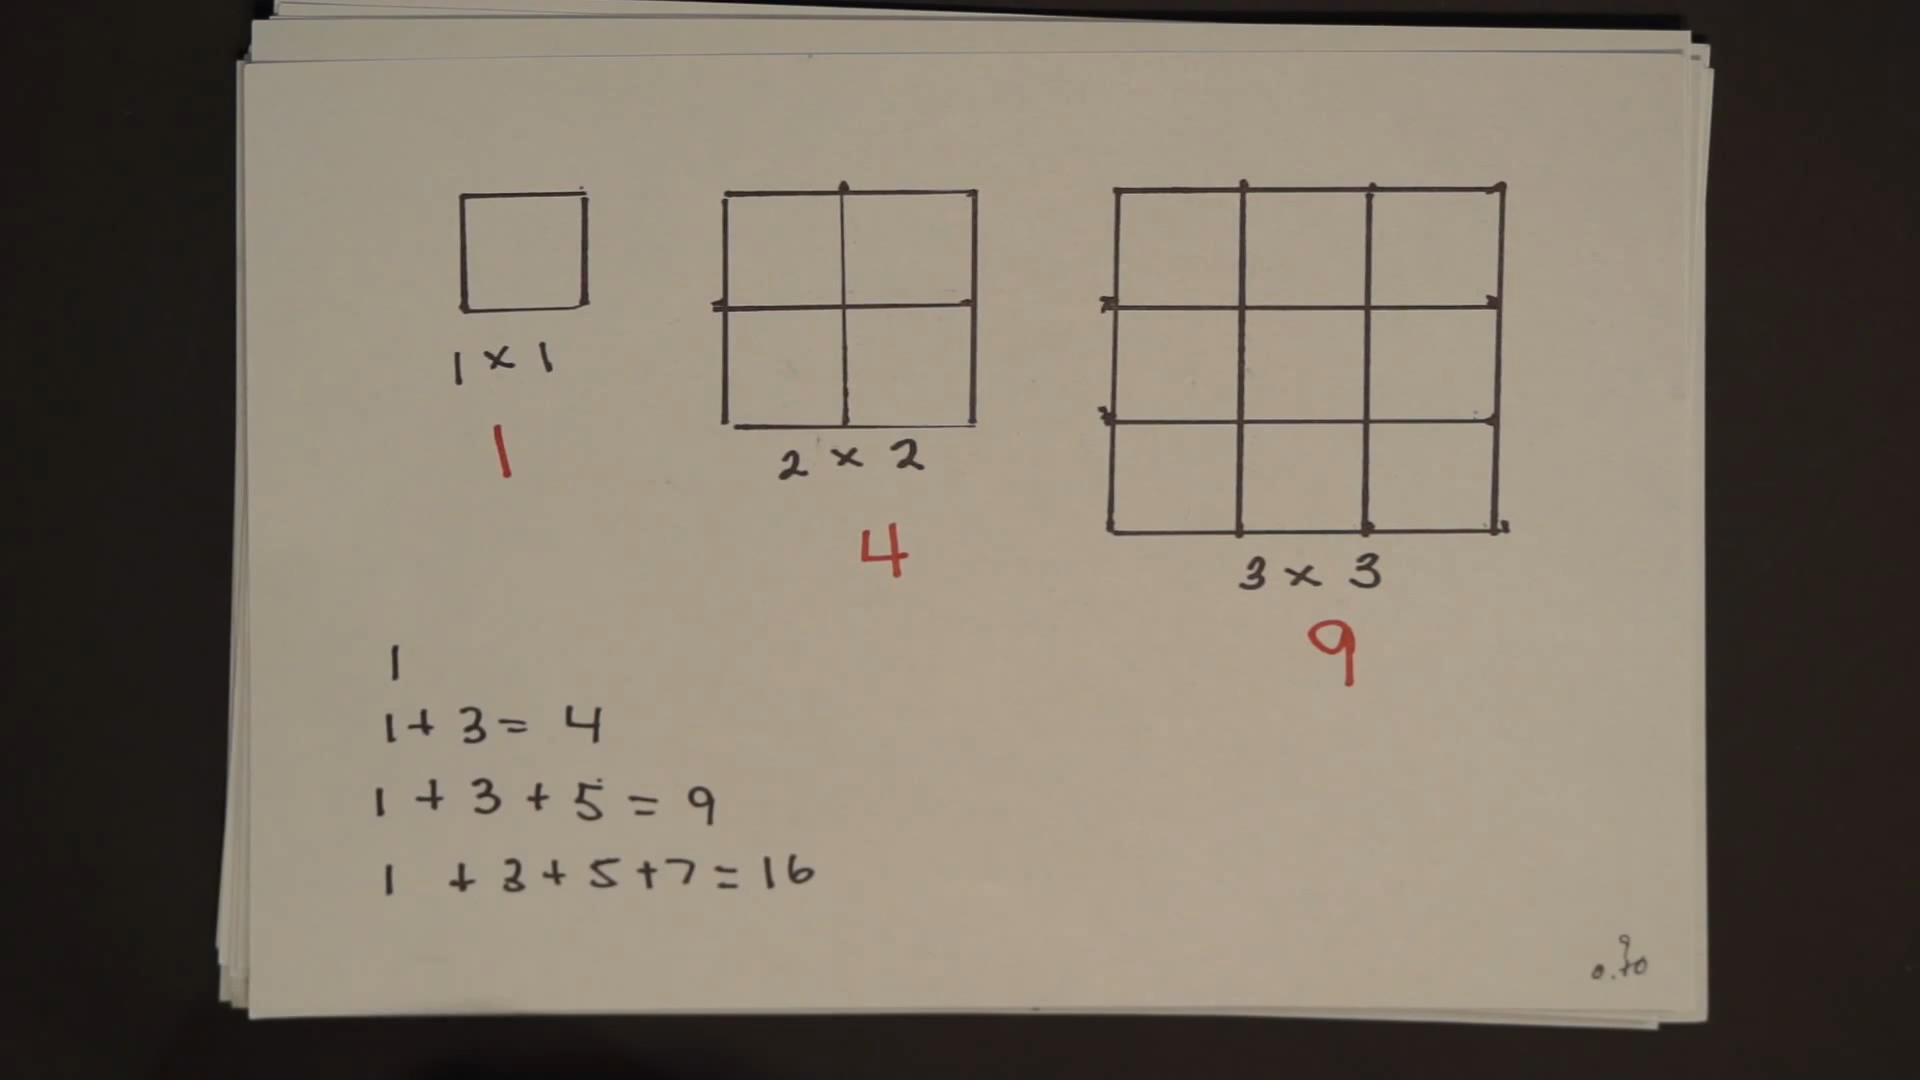 1 x 1
1
2 x 2
4
3 x 3
9
1
1 + 3 = 4
1 + 3 + 5 = 9
1 + 3 + 5 + 7 = 16